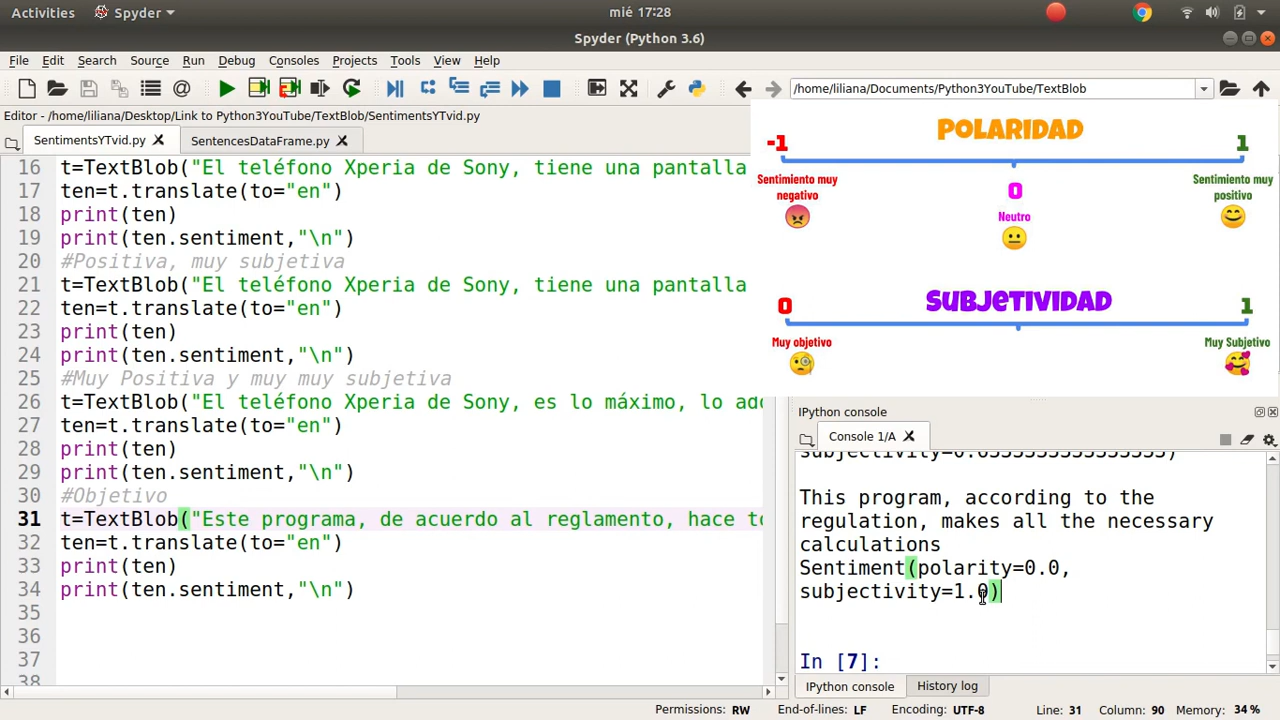 Activities Spyder mié 17:28
Spyder (Python 3.6)
File Edit Search Source Run Debug Consoles Projects Tools View Help
/home/liliana/Documents/Python3YouTube/TextBlob
Editor - /home/liliana/Desktop/Link to Python3YouTube/TextBlob/SentimentsYTvid.py
SentimentsYTvid.py SentencesDataFrame.py
16 t=TextBlob("El teléfono Xperia de Sony, tiene una pantalla
17 ten=t.translate(to="en")
18 print(ten)
19 print(ten.sentiment,"\n")
20 #Positiva, muy subjetiva
21 t=TextBlob("El teléfono Xperia de Sony, tiene una pantalla
22 ten=t.translate(to="en")
23 print(ten)
24 print(ten.sentiment,"\n")
25 #Muy Positiva y muy muy subjetiva
26 t=TextBlob("El teléfono Xperia de Sony, es lo máximo, lo ado
27 ten=t.translate(to="en")
28 print(ten)
29 print(ten.sentiment,"\n")
30 #Objetivo
31 t=TextBlob("Este programa, de acuerdo al reglamento, hace to
32 ten=t.translate(to="en")
33 print(ten)
34 print(ten.sentiment,"\n")
35
36
37
38
POLARIDAD
-1 1
Sentimiento muy negativo
0
Neutro
Sentimiento muy positivo
SUBJETIVIDAD
0 1
Muy objetivo Muy Subjetivo
IPython console
Console 1/A
This program, according to the
regulation, makes all the necessary
calculations
Sentiment(polarity=0.0,
subjectivity=1.0)
In [7]:
IPython console History log
Permissions: RW End-of-lines: LF Encoding: UTF-8 Line: 31 Column: 90 Memory: 34 %